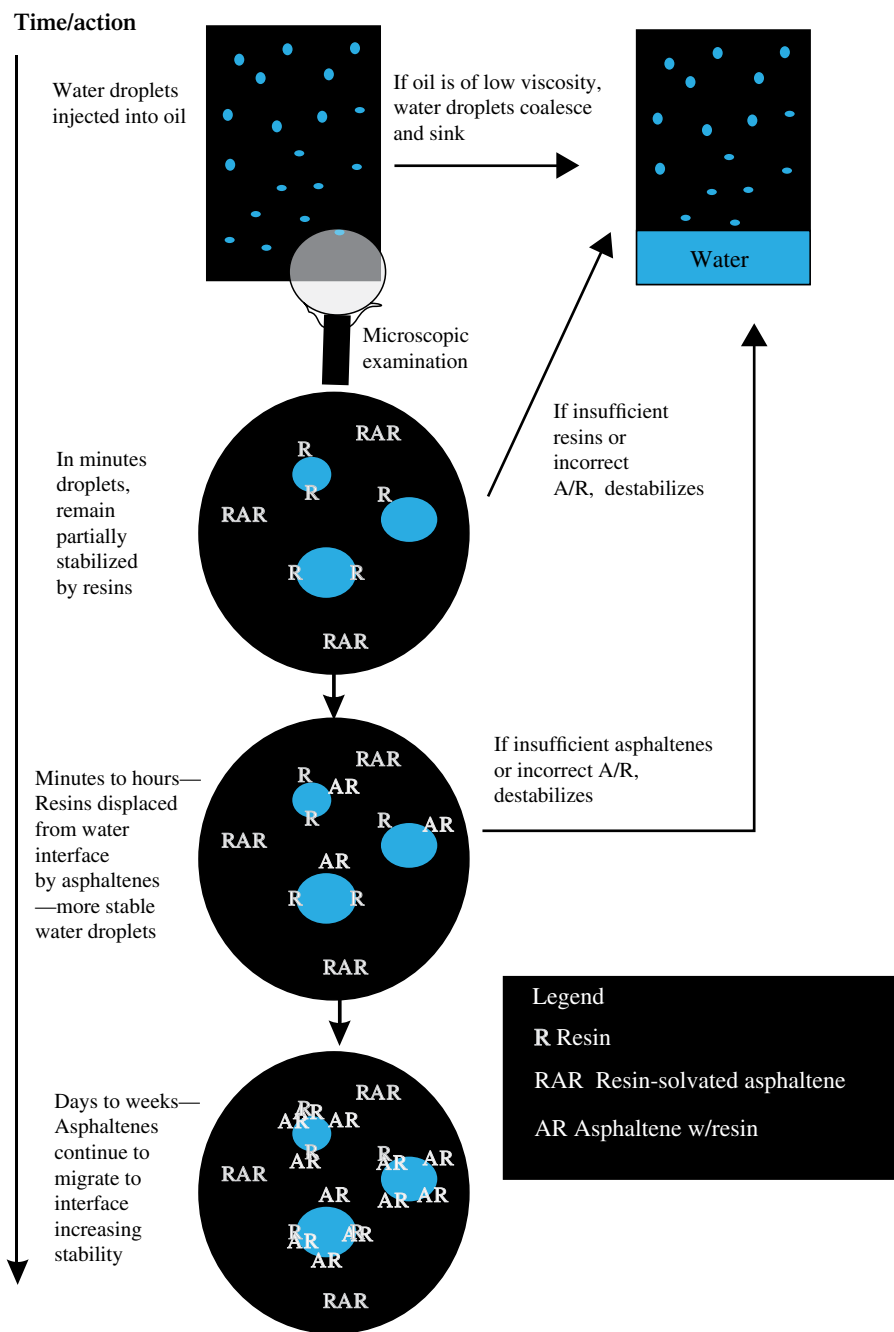 Time/action
Water droplets
injected into oil
If oil is of low viscosity,
water droplets coalesce
and sink
Water
Microscopic
examination
If insufficient
resins or
incorrect
A/R, destabilizes
In minutes
droplets,
remain
partially
stabilized
by resins
RAR
R
R
R
RAR
R
R
RAR
Minutes to hours—
Resins displaced
from water
interface
by asphaltenes
—more stable
water droplets
RAR
R
AR
R
R
AR
RAR
AR
R
R
RAR
If insufficient asphaltenes
or incorrect A/R,
destabilizes
Legend
R Resin
RAR Resin-solvated asphaltene
AR Asphaltene w/resin
Days to weeks—
Asphaltenes
continue to
migrate to
interface
increasing
stability
RAR
R
AR
AR
AR
R
AR
R
AR
AR
AR
AR
RAR
AR
R
R
AR
AR
AR
RAR